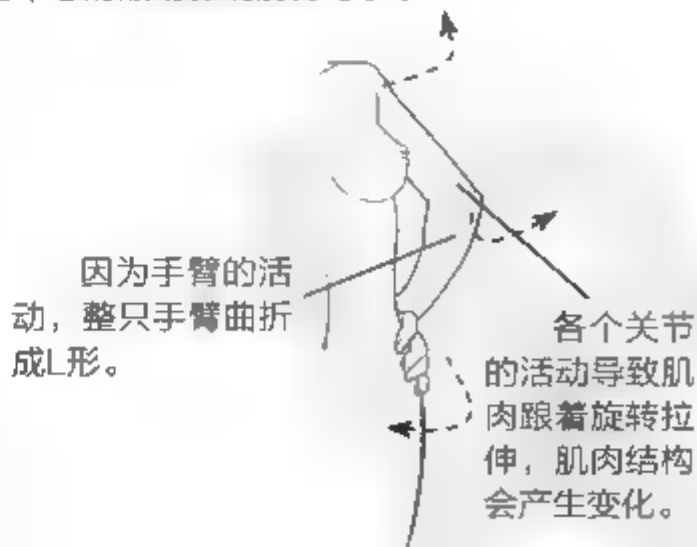 因为手臂的活
动，整只手臂曲折
成L形。
各个关节
的活动导致肌
肉跟着旋转拉
伸，肌肉结构
会产生变化。